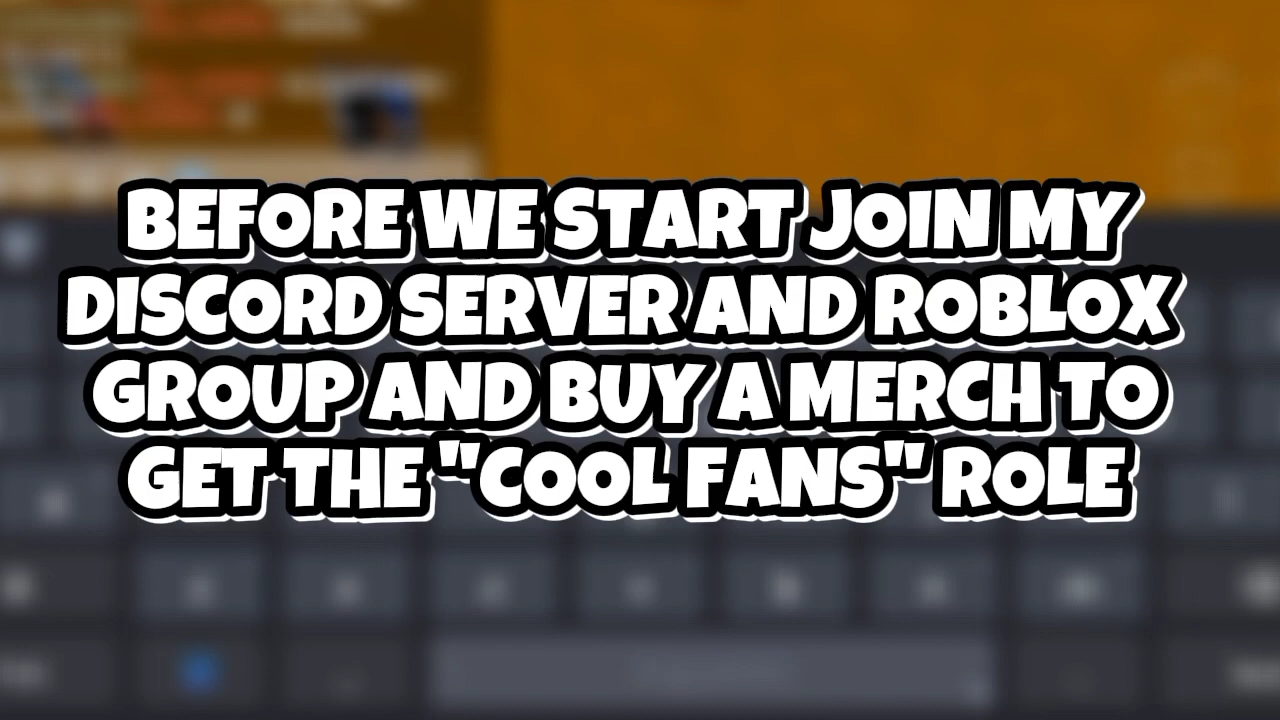 BEFORE WE START JOIN MY
DISCORD SERVER AND ROBLOX
GROUP AND BUY A MERCH TO
GET THE "COOL FANS" ROLE